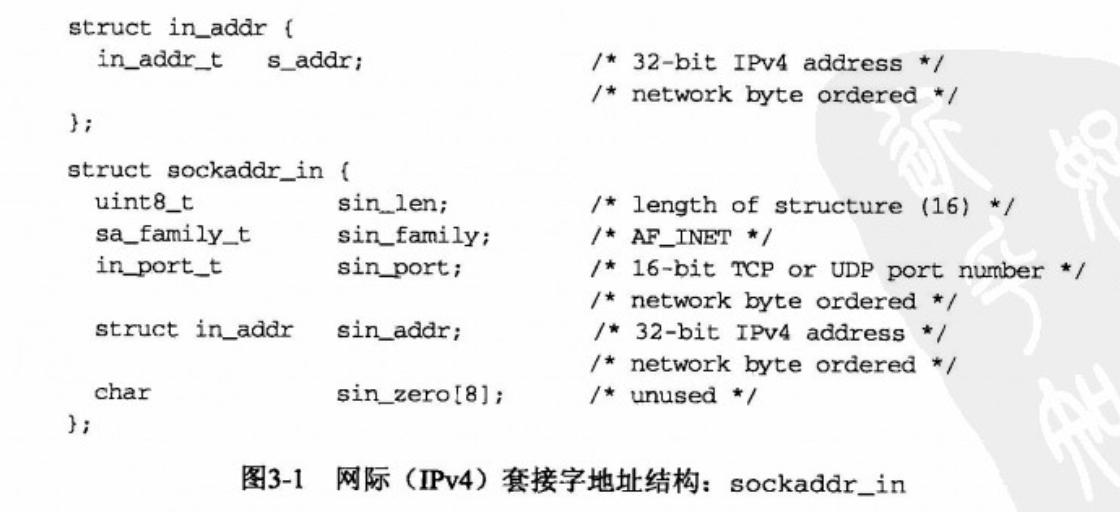 struct in_addr {
  in_addr_t   s_addr;                /* 32-bit IPv4 address */
                                     /* network byte ordered */
};
struct sockaddr_in {
  uint8_t          sin_len;          /* length of structure (16) */
  sa_family_t      sin_family;       /* AF_INET */
  in_port_t        sin_port;         /* 16-bit TCP or UDP port number */
                                     /* network byte ordered */
  struct in_addr   sin_addr;         /* 32-bit IPv4 address */
                                     /* network byte ordered */
  char             sin_zero[8];      /* unused */
};
图3-1 网际（IPv4）套接字地址结构：sockaddr_in